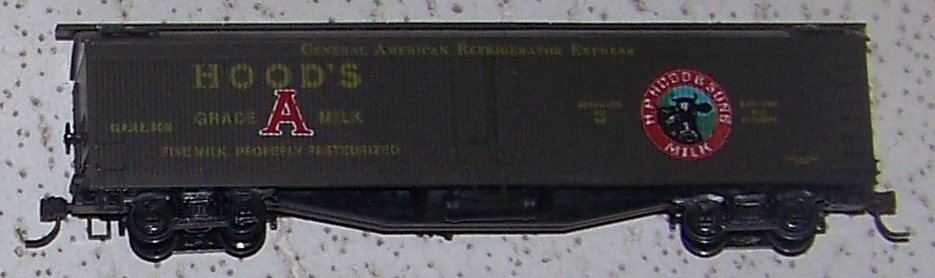 GENERAL AMERICAN REFRIGERATOR EXPRESS
HOOD'S
GRADE A MILK
FINE MILK PROPERLY PASTEURIZED
H.P. HOOD & SONS
MILK